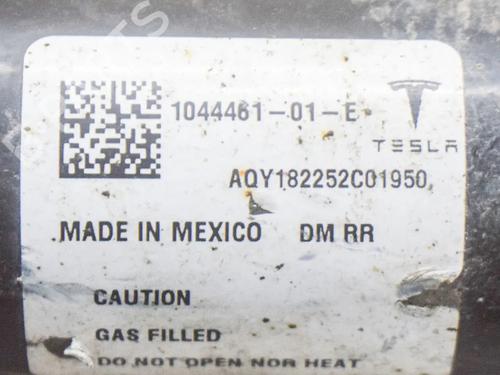 1044461-01-E
TESLA
AQY182252C01950
MADE IN MEXICO DM RR
CAUTION
GAS FILLED
DO NOT OPEN NOR HEAT